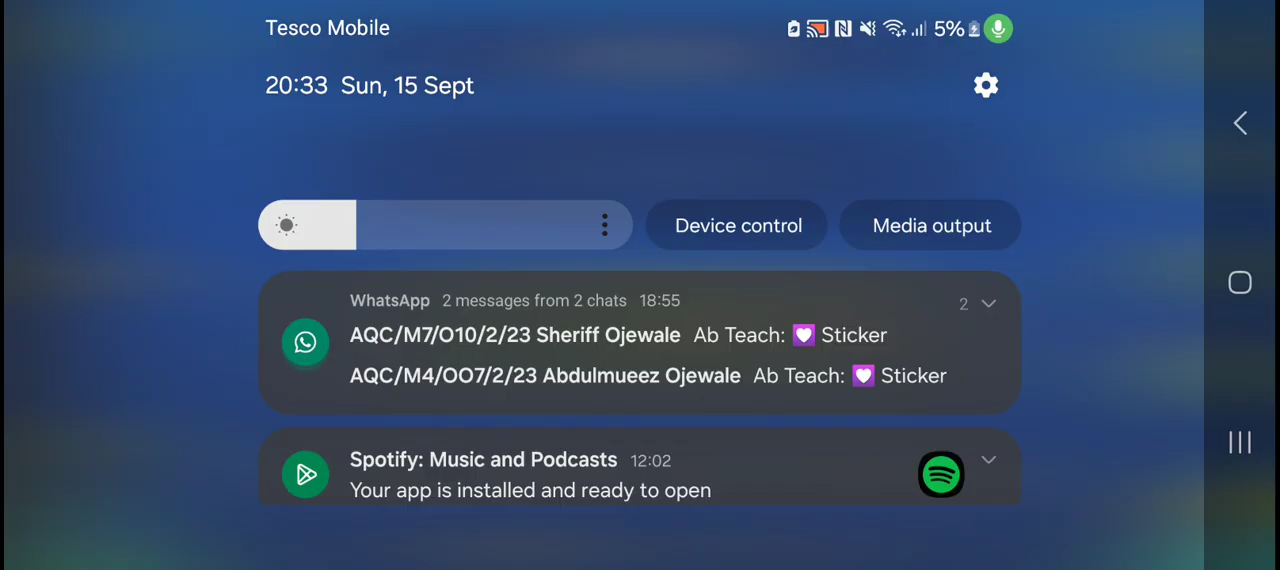 Tesco Mobile 5%
20:33 Sun, 15 Sept
Device control Media output
WhatsApp 2 messages from 2 chats 18:55 2
AQC/M7/O10/2/23 Sheriff Ojewale Ab Teach: 💟 Sticker
AQC/M4/OO7/2/23 Abdulmueez Ojewale Ab Teach: 💟 Sticker
Spotify: Music and Podcasts 12:02
Your app is installed and ready to open